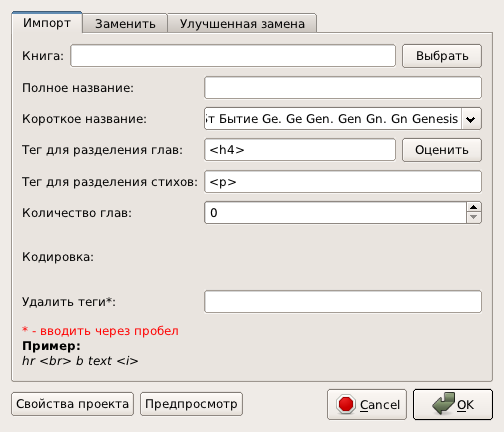 Импорт Заменить Улучшенная замена
Книга: Выбрать
Полное название:
Короткое название: Бытие Ge. Ge Gen. Gen Gn. Gn Genesis
Тег для разделения глав: <h4> Оценить
Тег для разделения стихов: <p>
Количество глав: 0
Кодировка:
Удалить теги*:
* - вводить через пробел
Пример:
hr <br> b text <i>
Свойства проекта Предпросмотр Cancel OK